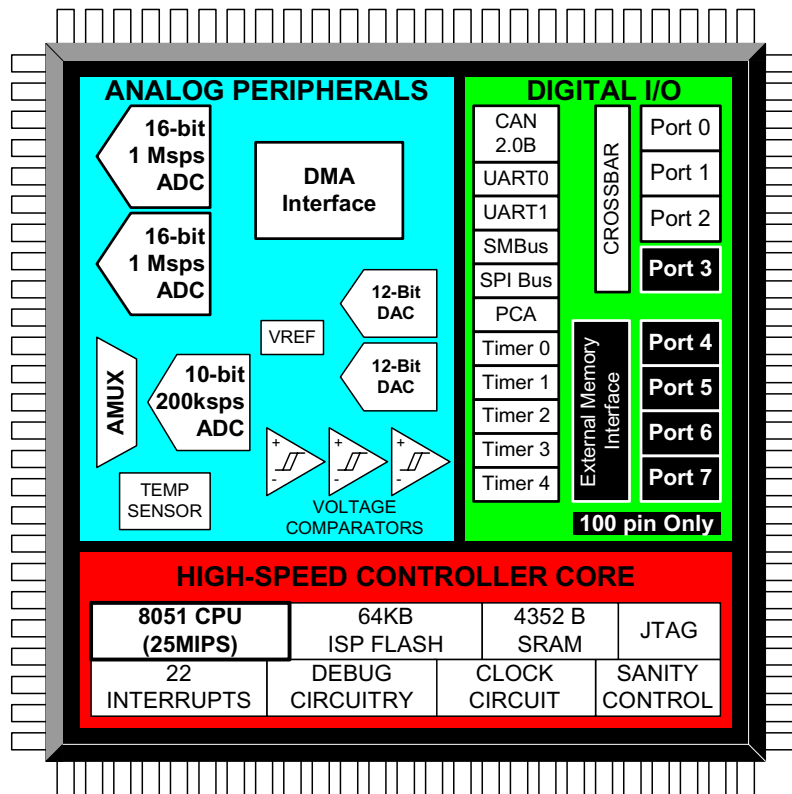 ANALOG PERIPHERALS
16-bit
1 Msps
ADC
DMA
Interface
16-bit
1 Msps
ADC
12-Bit
DAC
VREF
12-Bit
DAC
AMUX
10-bit
200ksps
ADC
+
-
+
-
+
-
TEMP
SENSOR
VOLTAGE
COMPARATORS
DIGITAL I/O
CAN
2.0B
UART0
UART1
SMBus
SPI Bus
PCA
Timer 0
Timer 1
Timer 2
Timer 3
Timer 4
CROSSBAR
Port 0
Port 1
Port 2
Port 3
External Memory
Interface
Port 4
Port 5
Port 6
Port 7
100 pin Only
HIGH-SPEED CONTROLLER CORE
8051 CPU
(25MIPS)
64KB
ISP FLASH
4352 B
SRAM
JTAG
22
INTERRUPTS
DEBUG
CIRCUITRY
CLOCK
CIRCUIT
SANITY
CONTROL